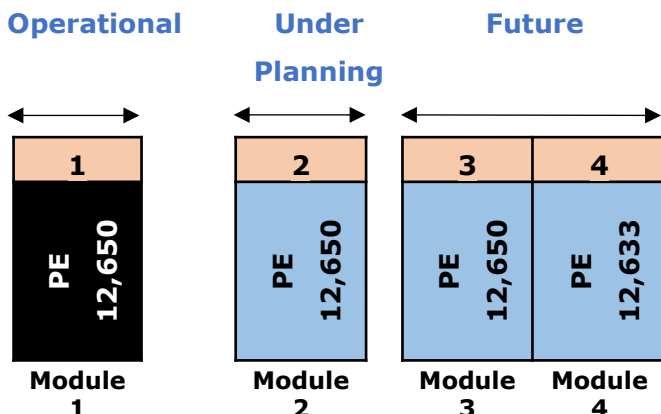 Operational
Under
Planning
Future
1
2
3
4
PE
12,650
PE
12,650
PE
12,650
PE
12,633
Module
1
Module
2
Module
3
Module
4